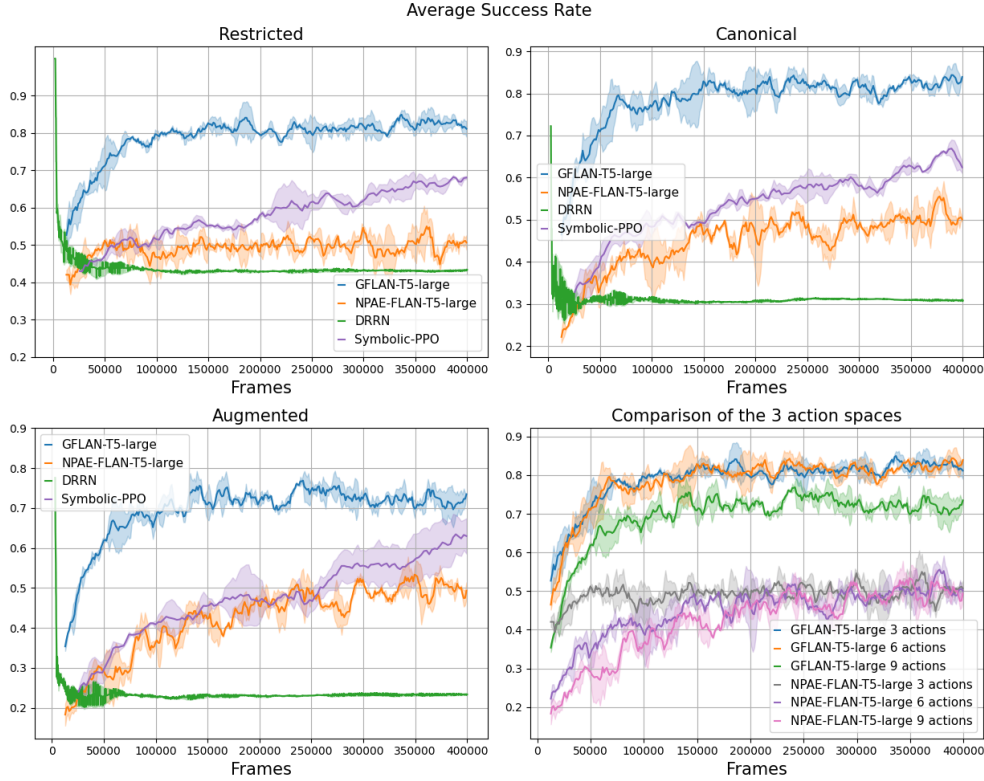 Average Success Rate
Restricted
0.9
0.8
0.7
0.6
0.5
0.4
0.3
0.2
GFLAN-T5-large
NPAE-FLAN-T5-large
DRRN
Symbolic-PPO
0 50000 100000 150000 200000 250000 300000 350000 400000
Frames
Canonical
0.9
0.8
0.7
0.6
0.5
0.4
0.3
0.2
GFLAN-T5-large
NPAE-FLAN-T5-large
DRRN
Symbolic-PPO
0 50000 100000 150000 200000 250000 300000 350000 400000
Frames
Augmented
0.9
0.8
0.7
0.6
0.5
0.4
0.3
0.2
GFLAN-T5-large
NPAE-FLAN-T5-large
DRRN
Symbolic-PPO
0 50000 100000 150000 200000 250000 300000 350000 400000
Frames
Comparison of the 3 action spaces
0.9
0.8
0.7
0.6
0.5
0.4
0.3
0.2
GFLAN-T5-large 3 actions
GFLAN-T5-large 6 actions
GFLAN-T5-large 9 actions
NPAE-FLAN-T5-large 3 actions
NPAE-FLAN-T5-large 6 actions
NPAE-FLAN-T5-large 9 actions
0 50000 100000 150000 200000 250000 300000 350000 400000
Frames